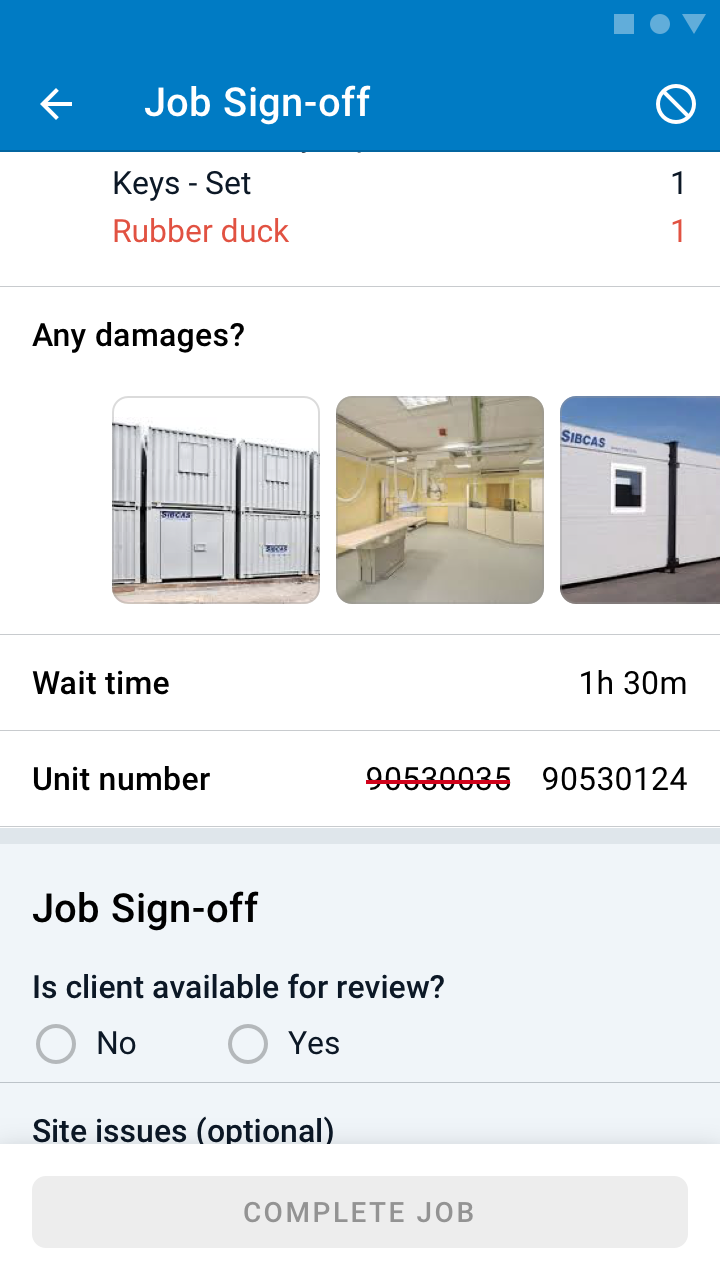 Job Sign-off
Keys - Set 1
Rubber duck 1
Any damages?
SIBCAS
SIBCAS
SIBCAS
Wait time 1h 30m
Unit number 90530035 90530124
Job Sign-off
Is client available for review?
No Yes
Site issues (optional)
COMPLETE JOB